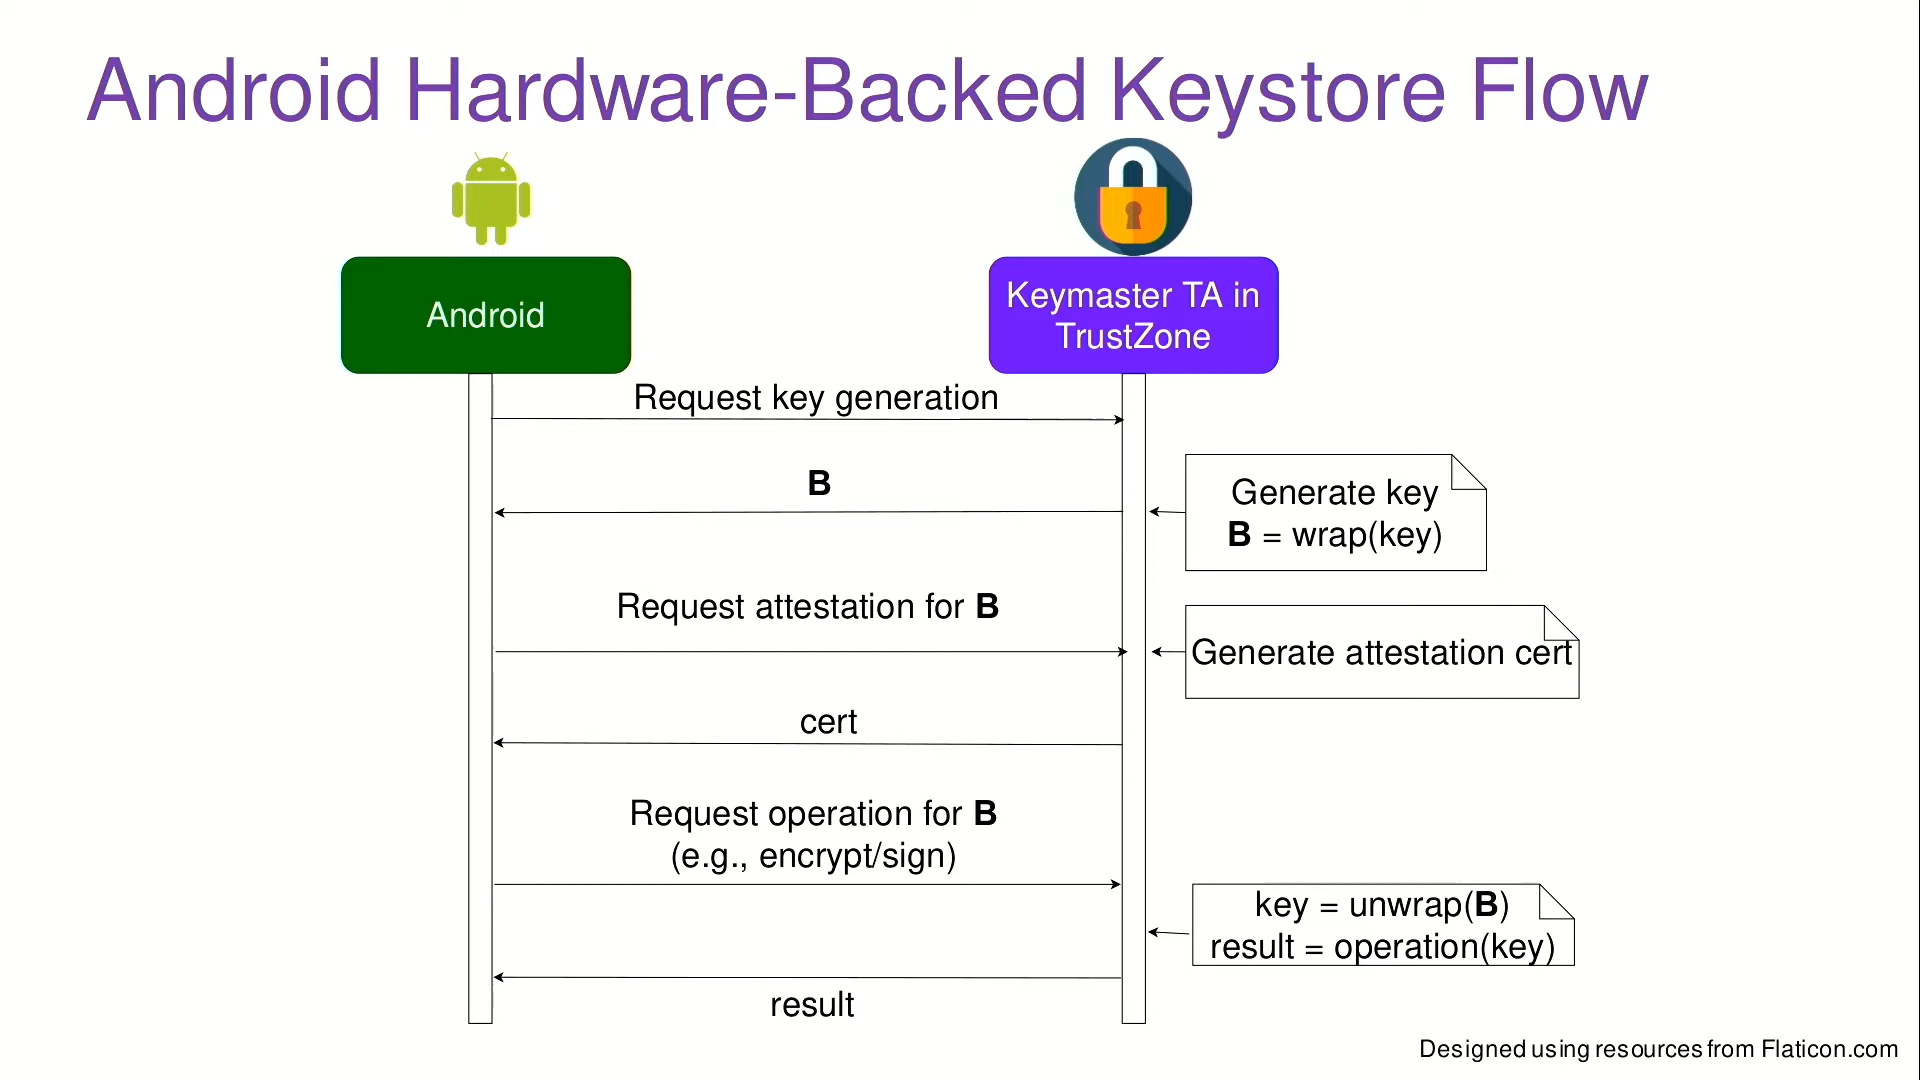 Android Hardware-Backed Keystore Flow
Android
Keymaster TA in
TrustZone
Request key generation
B
Generate key
B = wrap(key)
Request attestation for B
Generate attestation cert
cert
Request operation for B
(e.g., encrypt/sign)
key = unwrap(B)
result = operation(key)
result
Designed using resources from Flaticon.com